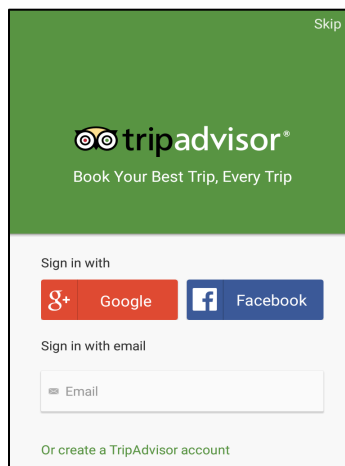 Skip
tripadvisor®
Book Your Best Trip, Every Trip
Sign in with
g+ Google
f Facebook
Sign in with email
Email
Or create a TripAdvisor account